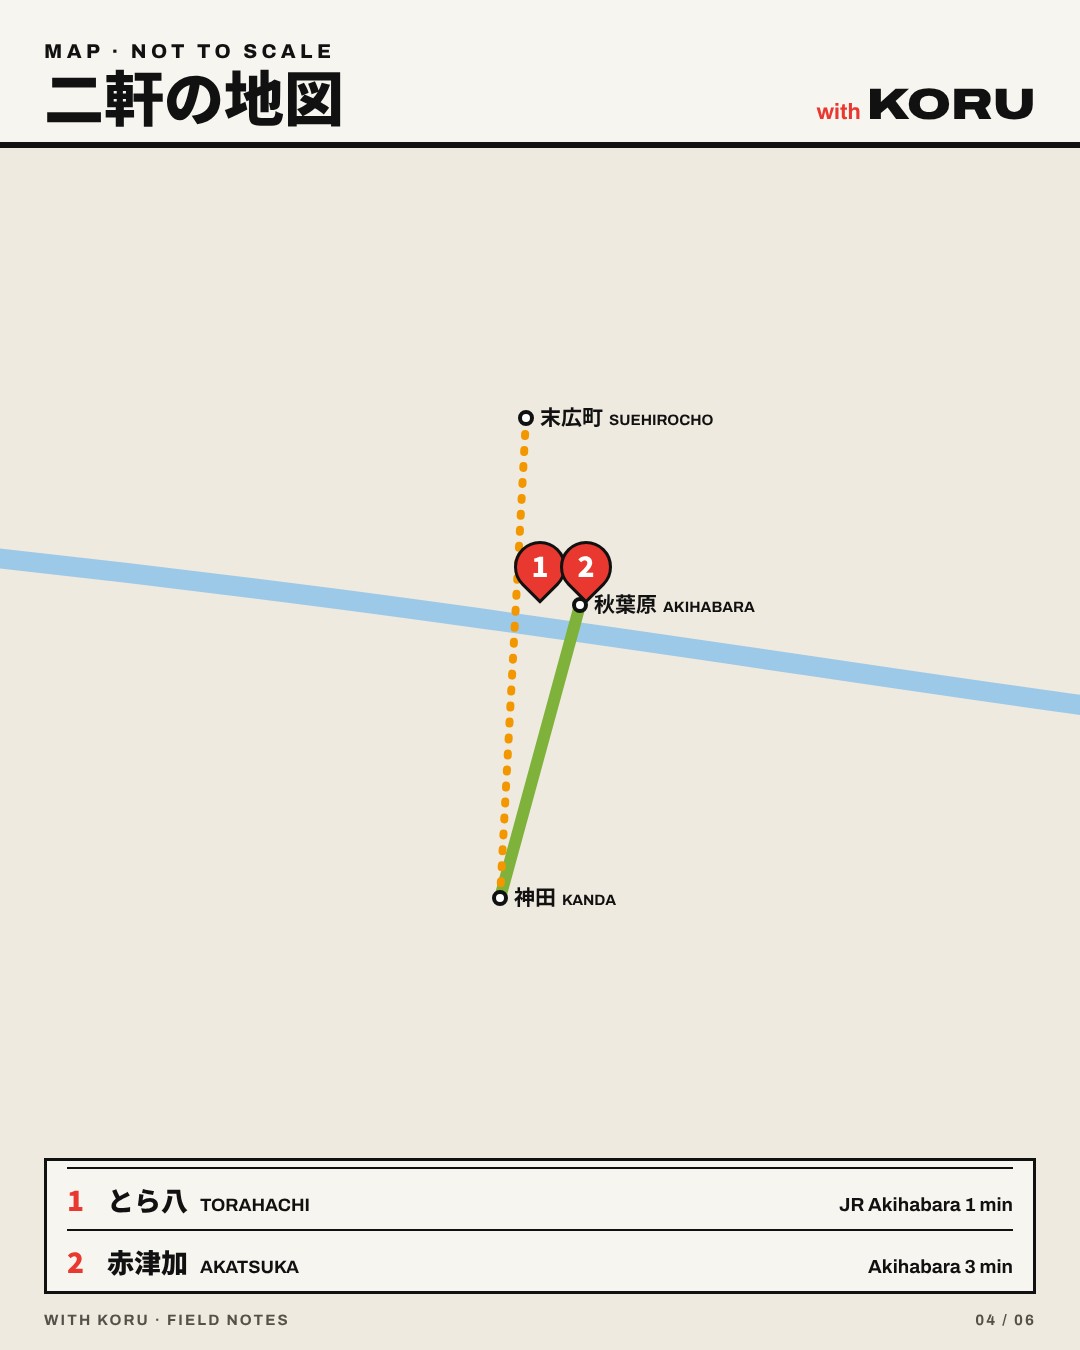 MAP · NOT TO SCALE
二軒の地図
with KORU
末広町 SUEHIROCHO
1 2
秋葉原 AKIHABARA
神田 KANDA
1 とら八 TORAHACHI JR Akihabara 1 min
2 赤津加 AKATSUKA Akihabara 3 min
WITH KORU · FIELD NOTES 04 / 06